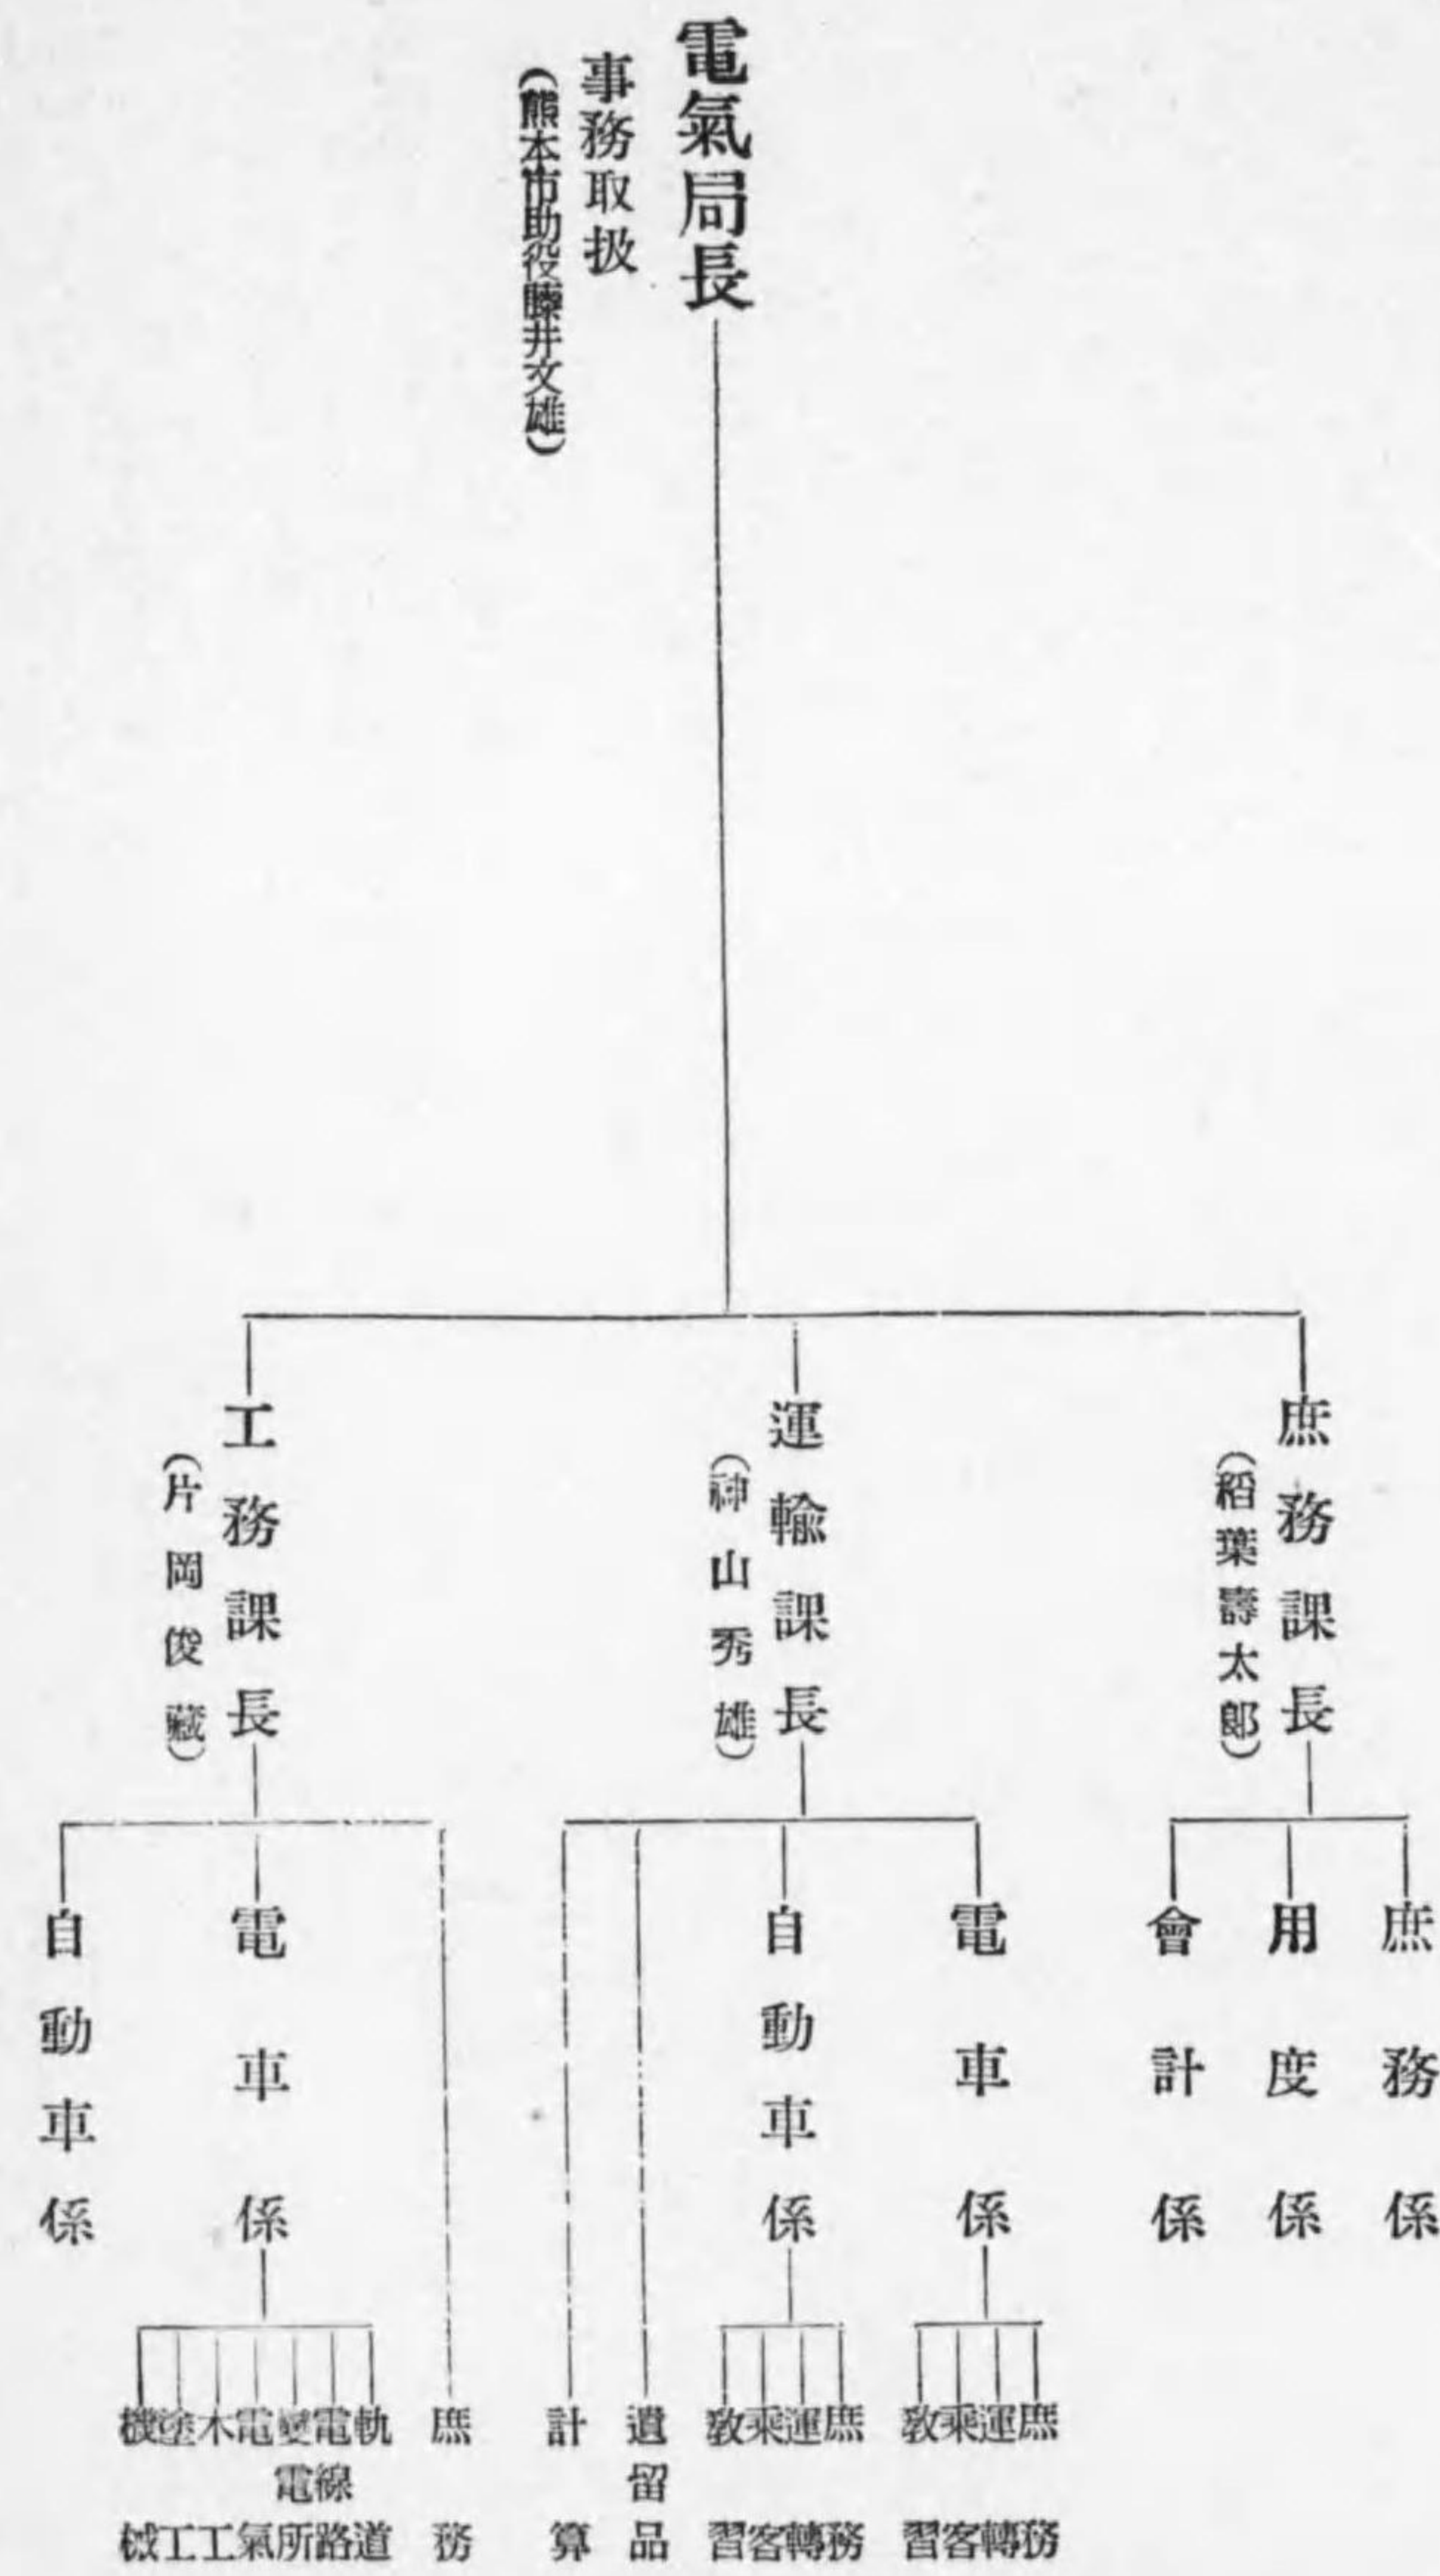 電氣局長
事務取扱
（熊本市助役藤井文雄）
庶務課長
（稻葉壽太郎）
庶務係
用度係
會計係
運輸課長
（神山秀雄）
電車係
庶務
運轉
乘客
敎習
自動車係
庶務
運轉
乘客
敎習
遺留品
計算
工務課長
（片岡俊藏）
庶務
電車係
軌道
電線路
變電所
電氣
木工
塗工
機械
自動車係